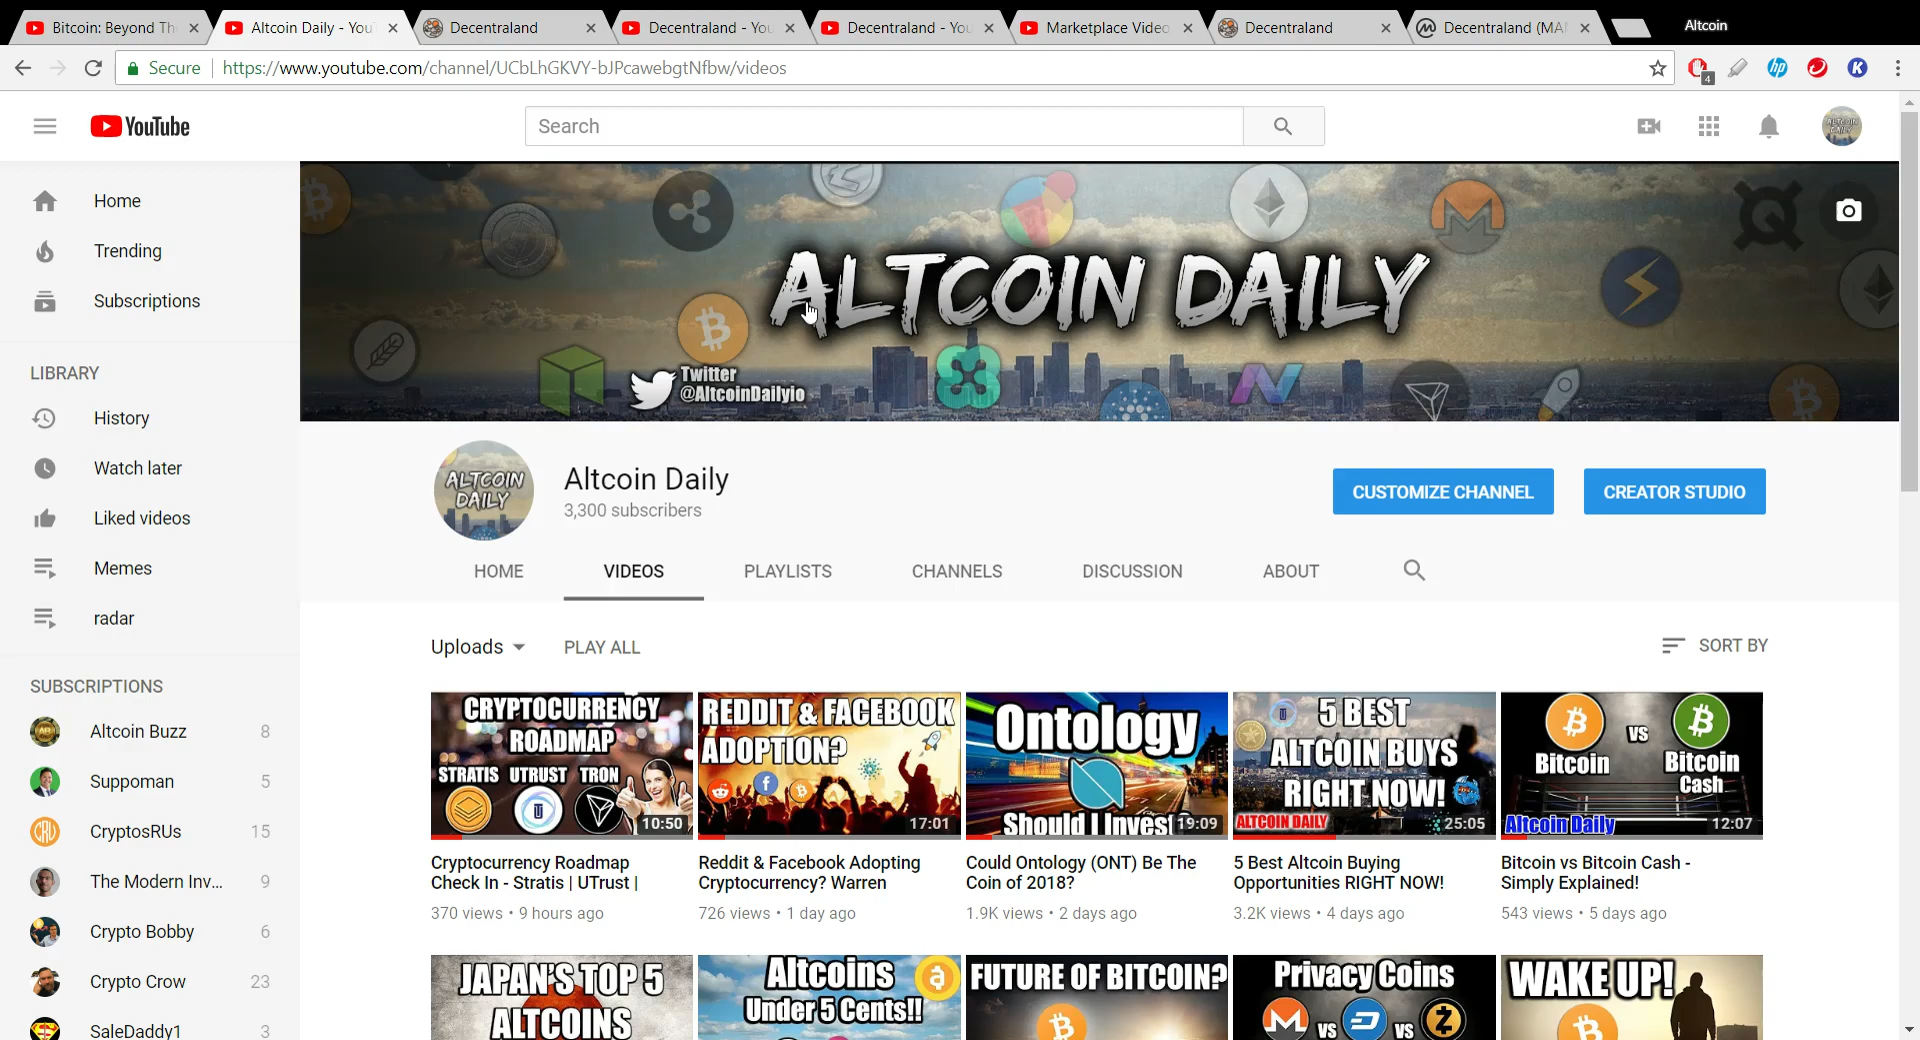 Bitcoin: Beyond Th
Altcoin Daily - You
Decentraland
Decentraland - You
Decentraland - You
Marketplace Video
Decentraland
Decentraland (MAN
Altcoin
Secure
https://www.youtube.com/channel/UCbLhGKVY-bJPcawebgtNfbw/videos
4
hp
K
YouTube
Search
ALTCOIN
DAILY
Home
Trending
Subscriptions
LIBRARY
History
Watch later
Liked videos
Memes
radar
SUBSCRIPTIONS
Altcoin Buzz 8
Suppoman 5
CryptosRUs 15
The Modern Inv... 9
Crypto Bobby 6
Crypto Crow 23
SaleDaddy1 3
ALTCOIN DAILY
Twitter
@AltcoinDailyio
ALTCOIN
DAILY
Altcoin Daily
3,300 subscribers
CUSTOMIZE CHANNEL
CREATOR STUDIO
HOME
VIDEOS
PLAYLISTS
CHANNELS
DISCUSSION
ABOUT
Uploads
PLAY ALL
SORT BY
CRYPTOCURRENCY
ROADMAP
STRATIS UTRUST TRON
10:50
Cryptocurrency Roadmap
Check In - Stratis | UTrust |
370 views • 9 hours ago
REDDIT & FACEBOOK
ADOPTION?
17:01
Reddit & Facebook Adopting
Cryptocurrency? Warren
726 views • 1 day ago
Ontology
Should I Invest
19:09
Could Ontology (ONT) Be The
Coin of 2018?
1.9K views • 2 days ago
5 BEST
ALTCOIN BUYS
RIGHT NOW!
ALTCOIN DAILY
25:05
5 Best Altcoin Buying
Opportunities RIGHT NOW!
3.2K views • 4 days ago
VS
Bitcoin
Bitcoin
Cash
Altcoin Daily
12:07
Bitcoin vs Bitcoin Cash -
Simply Explained!
543 views • 5 days ago
JAPAN'S TOP 5
ALTCOINS
Altcoins
Under 5 Cents!!
FUTURE OF BITCOIN?
Privacy Coins
VS VS
WAKE UP!